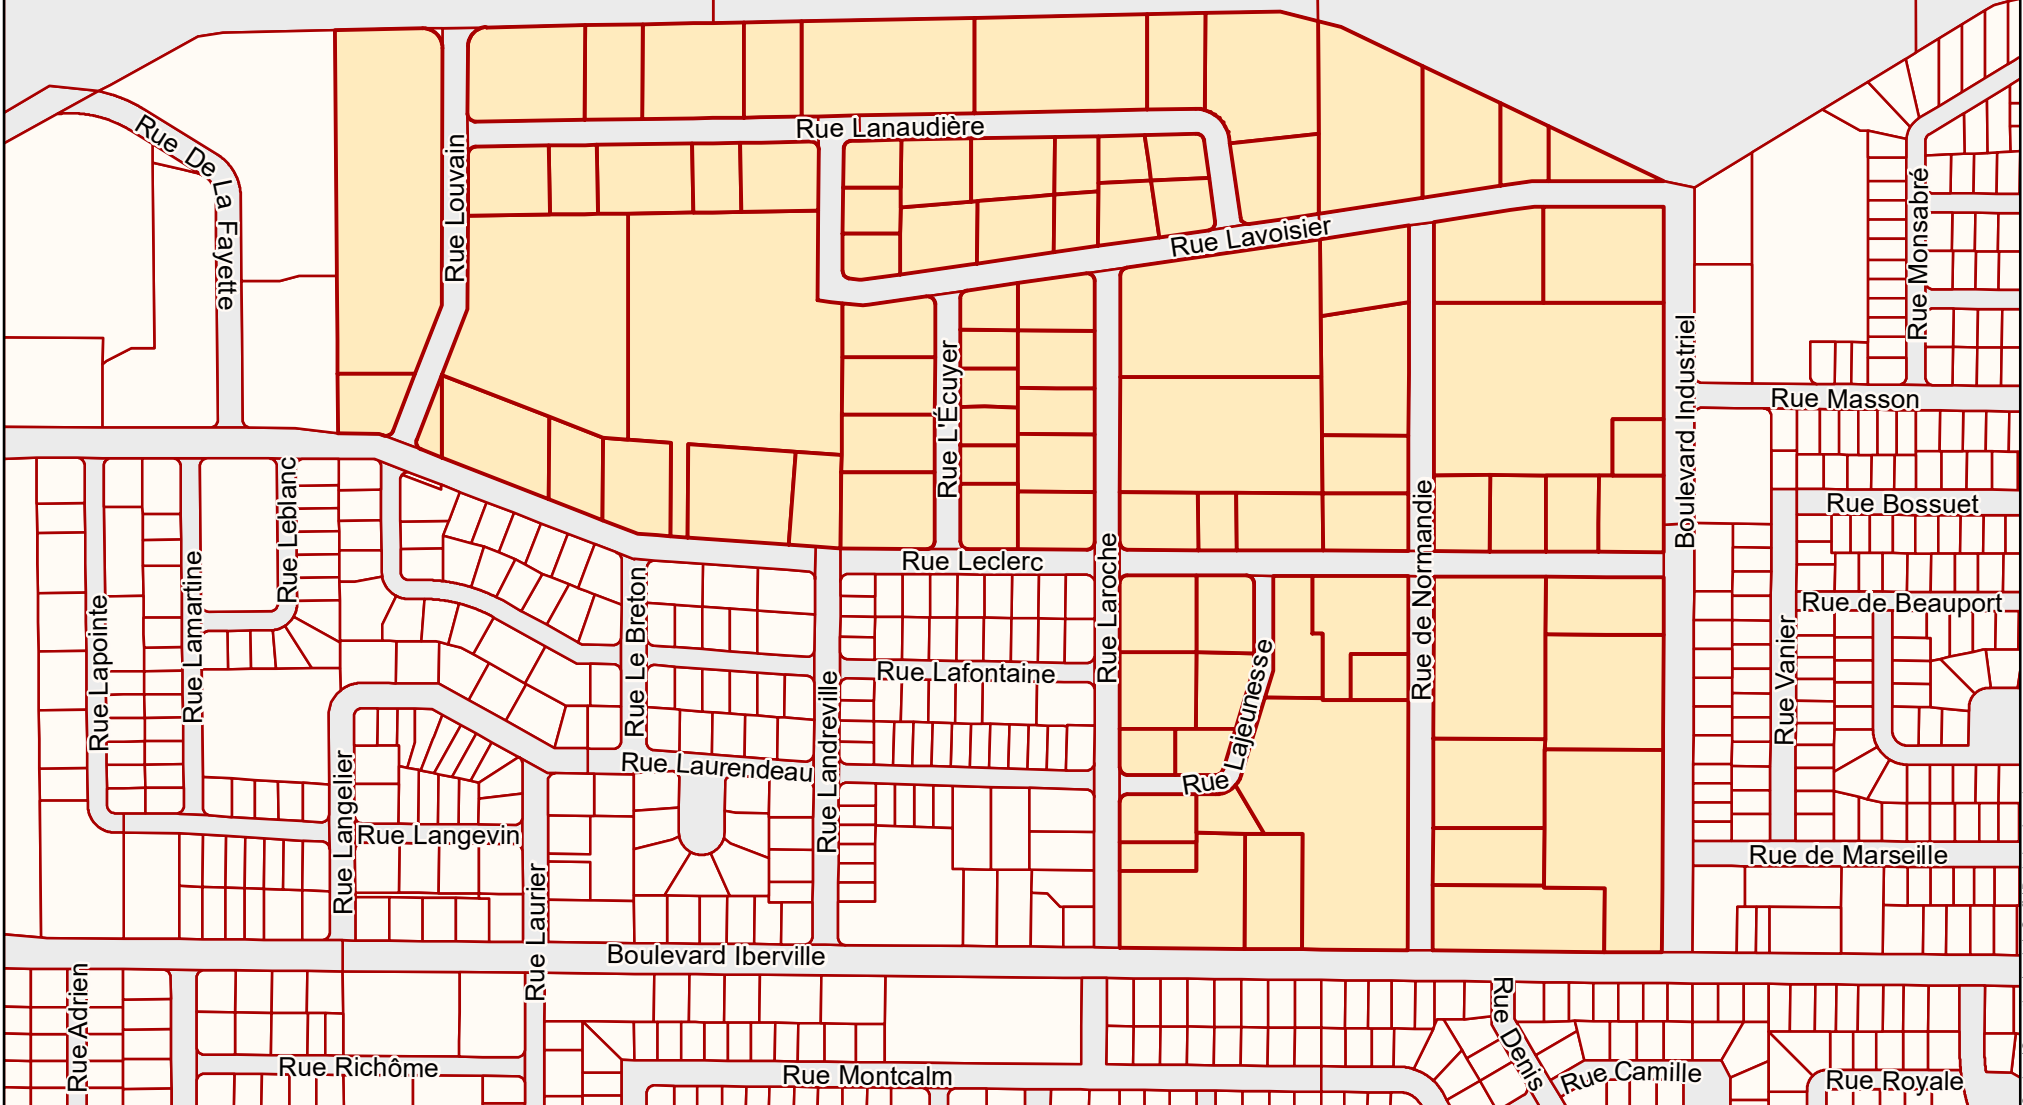 Rue De La Fayette
Rue Louvain
Rue Lanaudière
Rue Lavoisier
Rue Monsabré
Rue L'Écuyer
Boulevard Industriel
Rue Masson
Rue Leblanc
Rue Bossuet
Rue Leclerc
Rue Laroche
Rue de Normandie
Rue Lapointe
Rue Lamartine
Rue Le Breton
Rue de Beauport
Rue Lafontaine
Rue Lajeunesse
Rue Vanier
Rue Landreville
Rue Laurendeau
Rue Langelier
Rue Langevin
Rue de Marseille
Rue Laurier
Boulevard Iberville
Rue Adrien
Rue Denis
Rue Richôme
Rue Montcalm
Rue Camille
Rue Royale